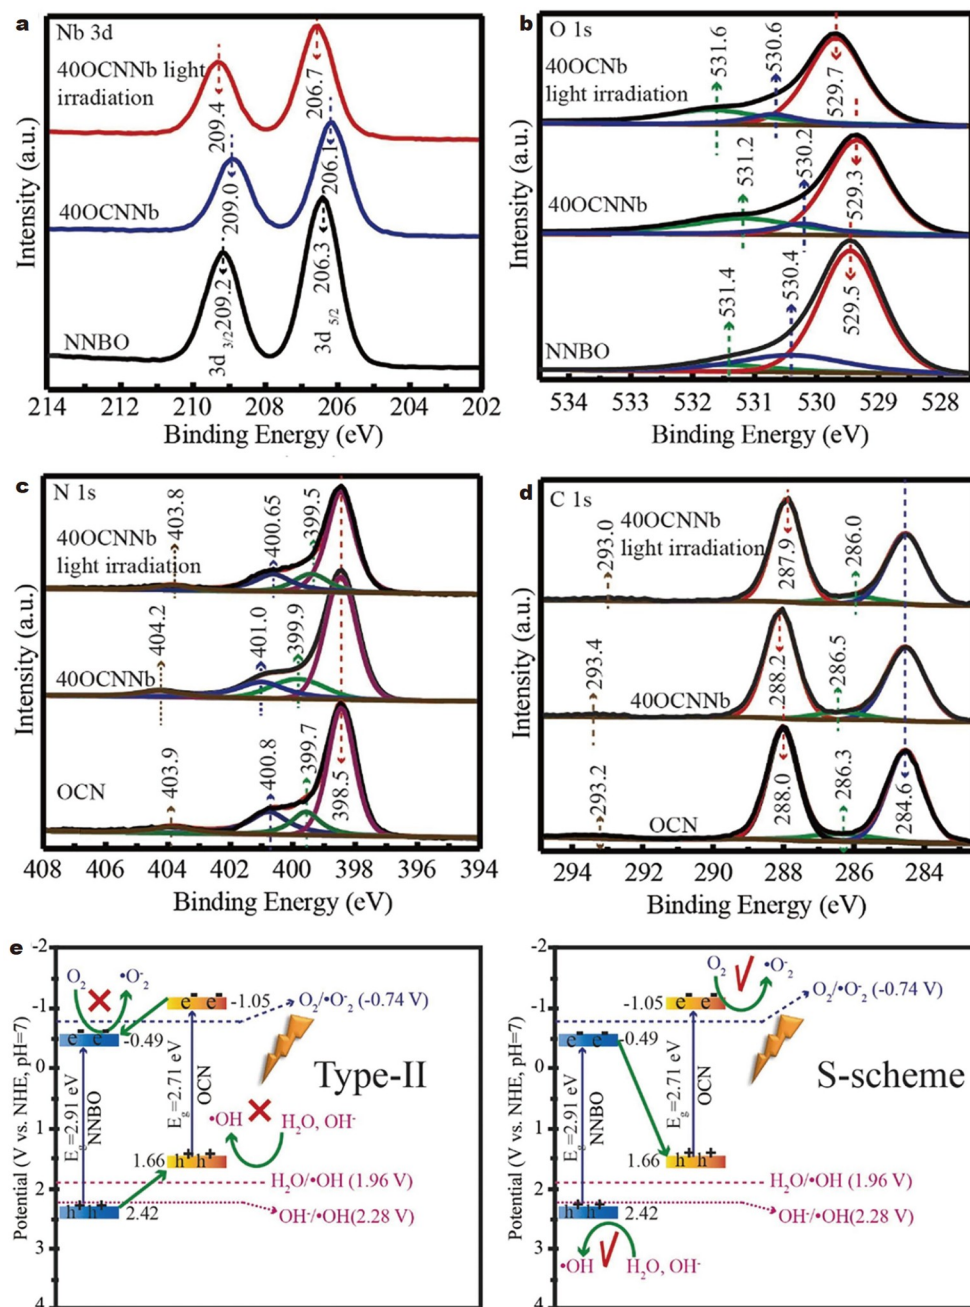 a
Nb 3d
40OCNNb light
irradiation
209.4
206.7
40OCNNb
209.0
206.1
NNBO
3d 3/2 209.2
3d 5/2
206.3
Intensity (a.u.)
214 212 210 208 206 204 202
Binding Energy (eV)
b
O 1s
40OCNb
light irradiation
531.6
530.6
529.7
40OCNNb
531.2
530.2
529.3
NNBO
531.4
530.4
529.5
Intensity (a.u.)
534 533 532 531 530 529 528
Binding Energy (eV)
c
N 1s
40OCNNb
light irradiation
403.8
400.65
399.5
40OCNNb
404.2
401.0
399.9
OCN
403.9
400.8
399.7
398.5
Intensity (a.u.)
408 406 404 402 400 398 396 394
Binding Energy (eV)
d
C 1s
40OCNNb
light irradiation
293.0
287.9
286.0
40OCNNb
293.4
288.2
286.5
OCN
293.2
288.0
286.3
284.6
Intensity (a.u.)
294 292 290 288 286 284
Binding Energy (eV)
e
Potential (V vs. NHE, pH=7)
-2
-1
0
1
2
3
4
O₂
•O⁻₂
e⁻ e⁻
-0.49
e⁻ e⁻
-1.05
O₂/•O⁻₂ (-0.74 V)
Type-II
Eg=2.91 eV
NNBO
Eg=2.71 eV
OCN
•OH
H₂O, OH⁻
1.66
h⁺ h⁺
H₂O/•OH (1.96 V)
h⁺ h⁺
2.42
OH⁻/•OH(2.28 V)
Potential (V vs. NHE, pH=7)
-2
-1
0
1
2
3
4
O₂
•O⁻₂
-1.05
e⁻ e⁻
O₂/•O⁻₂ (-0.74 V)
e⁻ e⁻
-0.49
S-scheme
Eg=2.91 eV
NNBO
Eg=2.71 eV
OCN
1.66
h⁺ h⁺
H₂O/•OH (1.96 V)
h⁺ h⁺
2.42
OH⁻/•OH(2.28 V)
•OH
H₂O, OH⁻